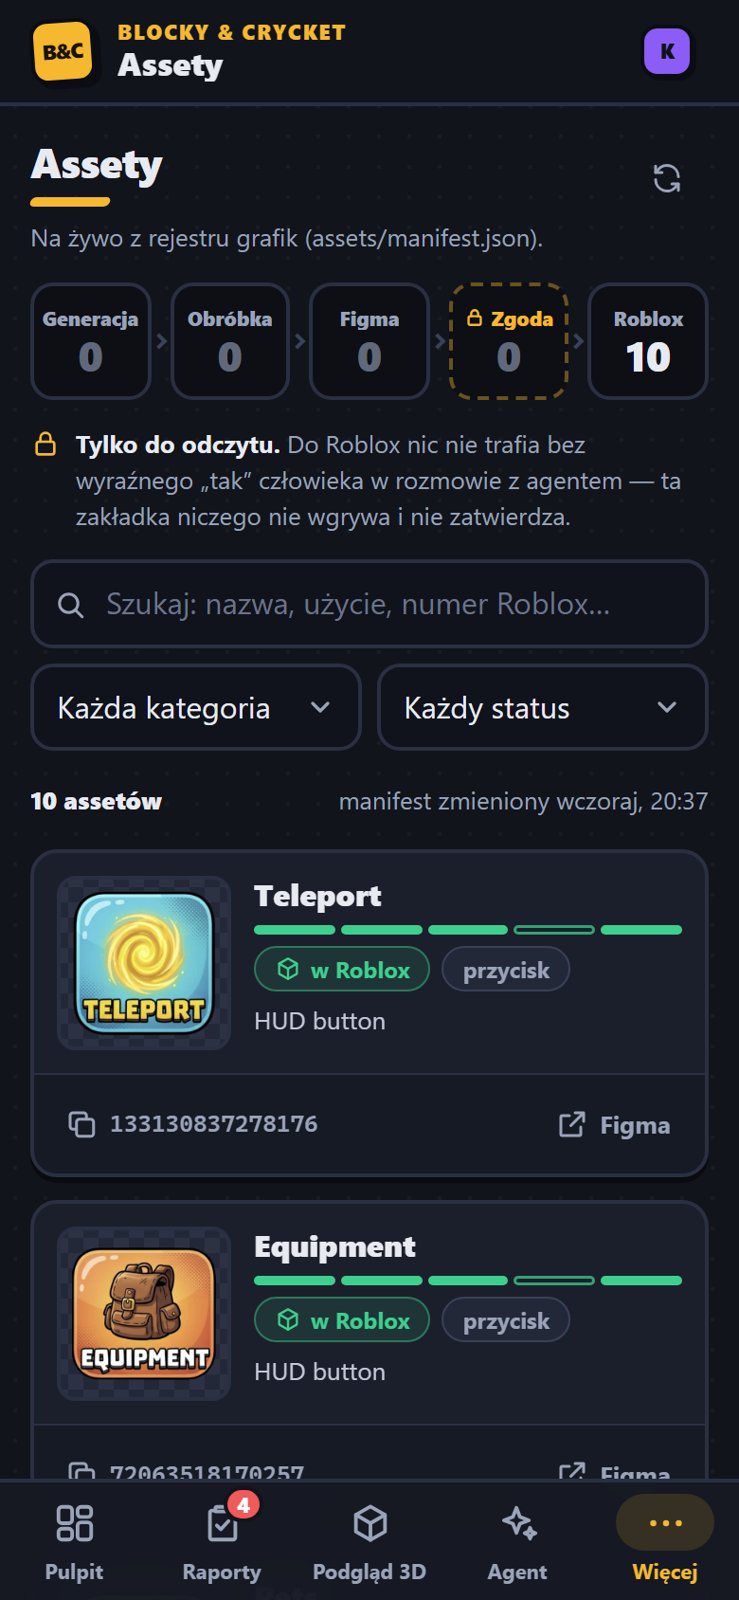 B&C
BLOCKY & CRYCKET
Assety
K
Assety
Na żywo z rejestru grafik (assets/manifest.json).
Generacja
0
Obróbka
0
Figma
0
Zgoda
0
Roblox
10
Tylko do odczytu. Do Roblox nic nie trafia bez
wyraźnego „tak” człowieka w rozmowie z agentem — ta
zakładka niczego nie wgrywa i nie zatwierdza.
Szukaj: nazwa, użycie, numer Roblox...
Każda kategoria
Każdy status
10 assetów
manifest zmieniony wczoraj, 20:37
TELEPORT
Teleport
w Roblox
przycisk
HUD button
133130837278176
Figma
EQUIPMENT
Equipment
w Roblox
przycisk
HUD button
72063518170257
Figma
4
Pulpit
Raporty
Podgląd 3D
Agent
Więcej